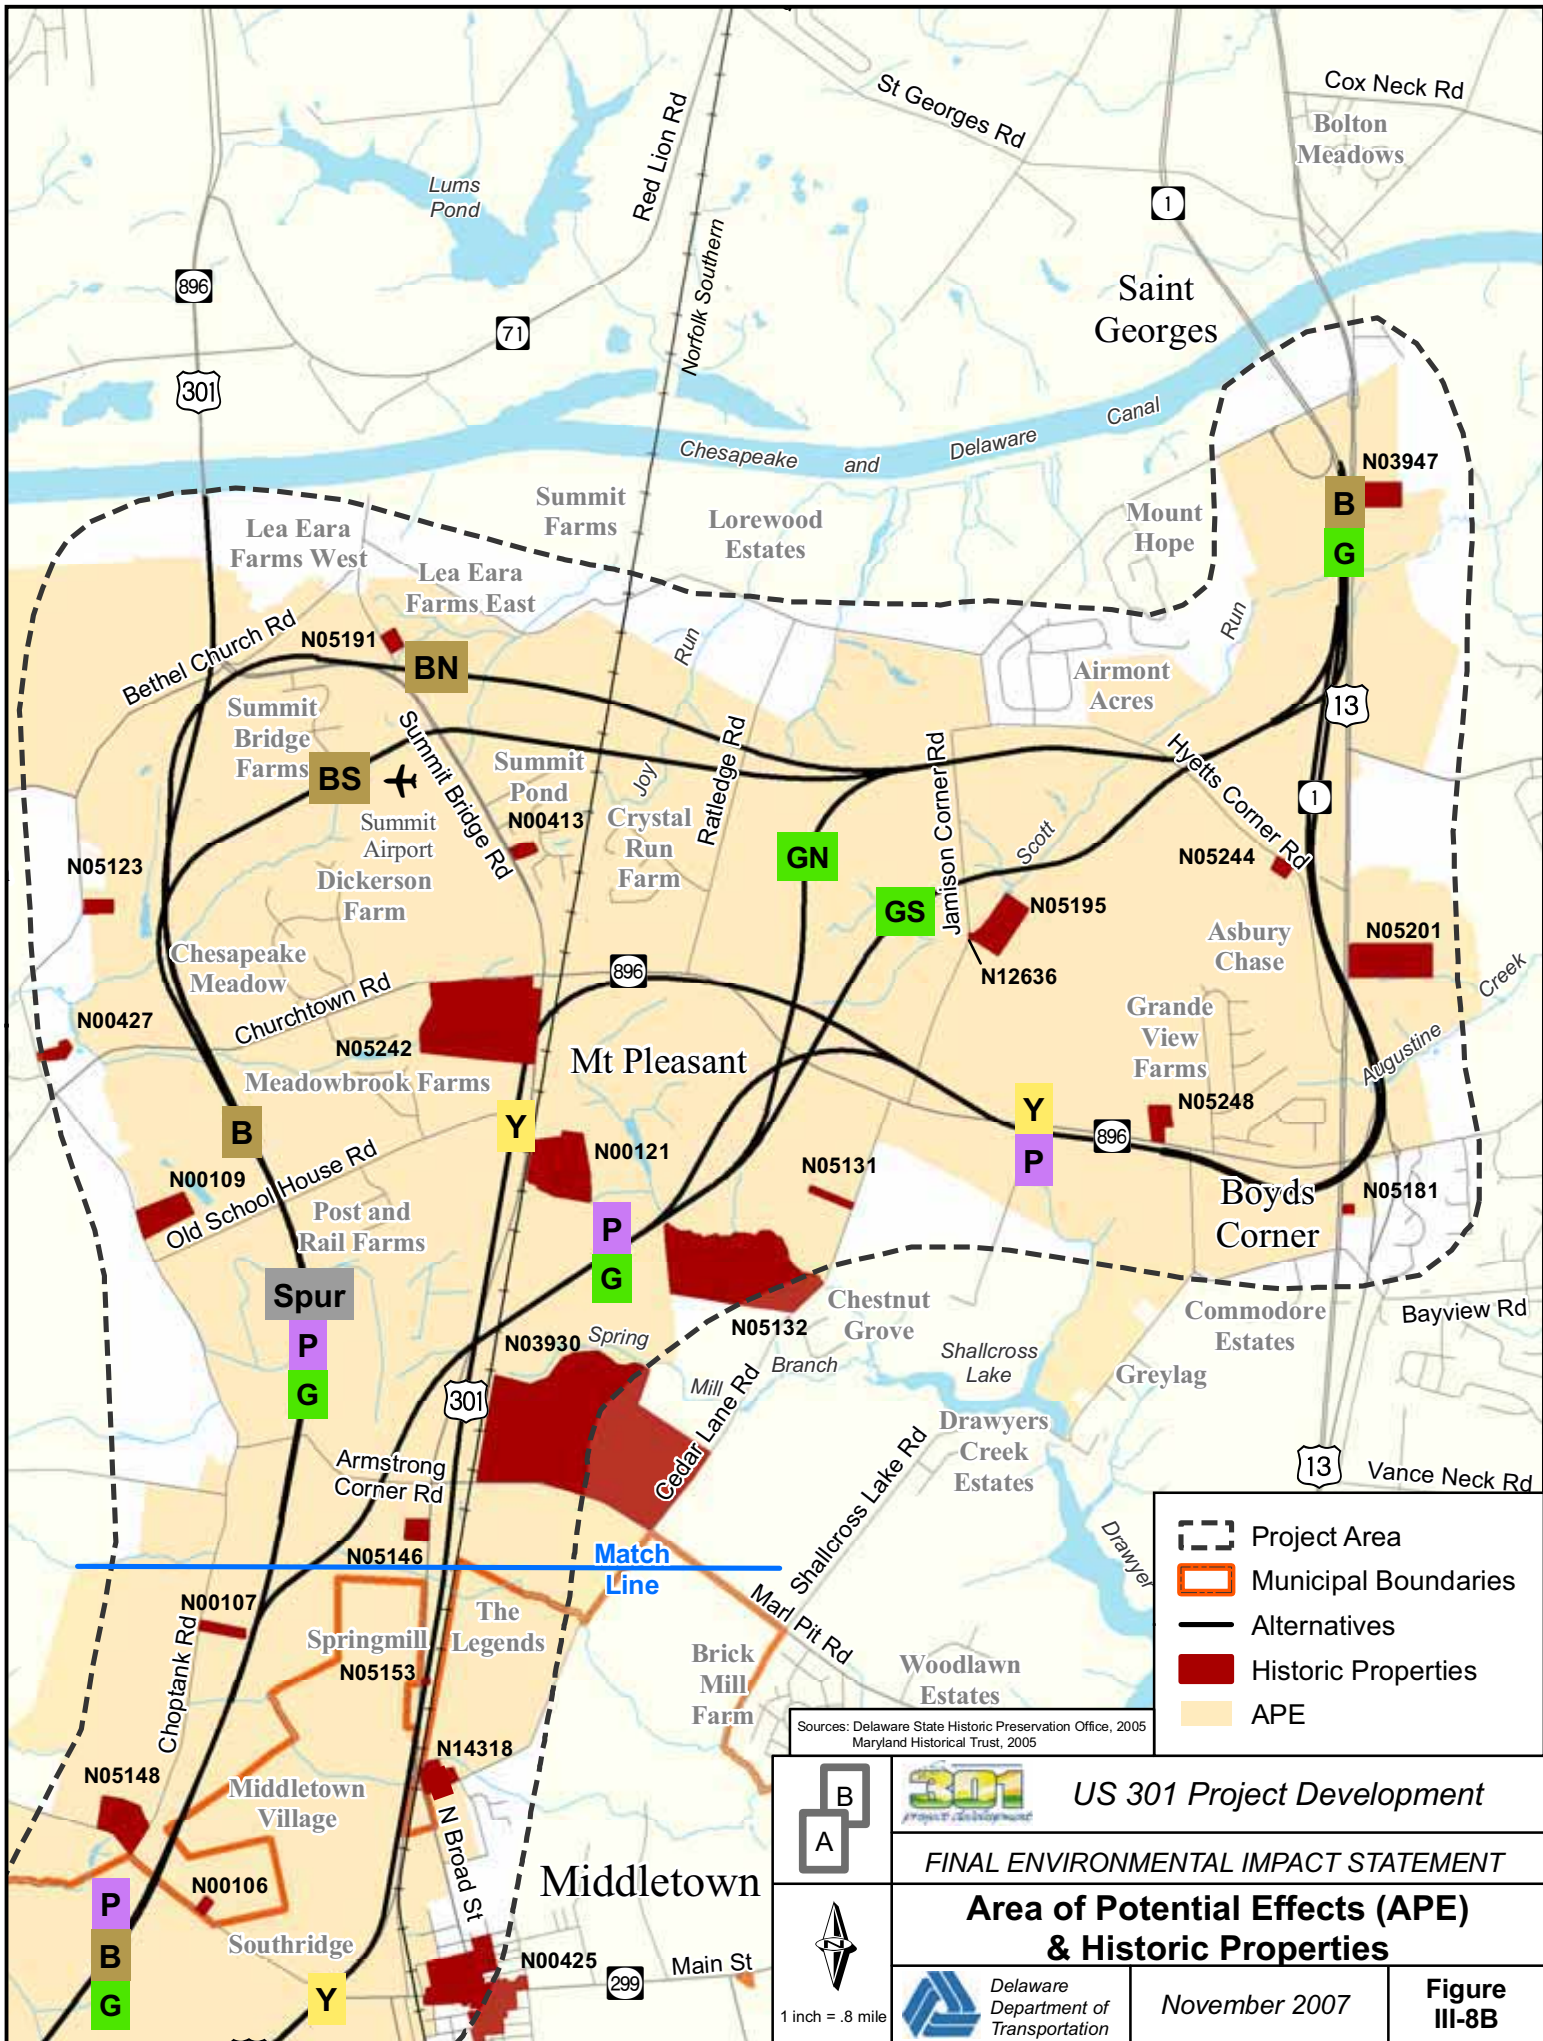 Cox Neck Rd
St Georges Rd
Bolton
Meadows
Red Lion Rd
Lums
Pond
1
Norfolk Southern
896
Saint
Georges
71
301
Chesapeake and Delaware Canal
N03947
B
G
Summit
Farms
Lorewood
Estates
Mount
Hope
Lea Eara
Farms West
Lea Eara
Farms East
Bethel Church Rd
N05191
BN
Run
Run
Airmont
Acres
13
Summit
Bridge
Farms
BS
Summit Bridge Rd
Summit
Pond
Joy
Ratledge Rd
Jamison Corner Rd
Hyetts Corner Rd
1
Summit
Airport
N00413
Crystal
Run
Farm
GN
Scott
N05244
N05123
Dickerson
Farm
GS
N05195
N05201
Asbury
Chase
Chesapeake
Meadow
896
N12636
Creek
Churchtown Rd
N00427
N05242
Grande
View
Farms
Augustine
Mt Pleasant
Meadowbrook Farms
B
Y
Y
P
N05248
896
N00121
N05131
N00109
Old School House Rd
Boyds
Corner
N05181
Post and
Rail Farms
P
G
Spur
P
G
N05132
Chestnut
Grove
Commodore
Estates
Bayview Rd
N03930
Spring
Mill
Branch
Shallcross
Lake
Greylag
301
Cedar Lane Rd
Drawyers
Creek
Estates
13
Vance Neck Rd
Armstrong
Corner Rd
Shallcross Lake Rd
Drawyer
N05146
Match
Line
Marl Pit Rd
N00107
Choptank Rd
Springmill
The
Legends
N05153
Brick
Mill
Farm
Woodlawn
Estates
N14318
N05148
Middletown
Village
N Broad St
Middletown
N00106
P
B
G
Southridge
Y
N00425
299
Main St
Project Area
Municipal Boundaries
Alternatives
Historic Properties
APE
Sources: Delaware State Historic Preservation Office, 2005
Maryland Historical Trust, 2005
B
A
301
project development
US 301 Project Development
FINAL ENVIRONMENTAL IMPACT STATEMENT
N
1 inch = .8 mile
Area of Potential Effects (APE)
& Historic Properties
Delaware
Department of
Transportation
November 2007
Figure
III-8B